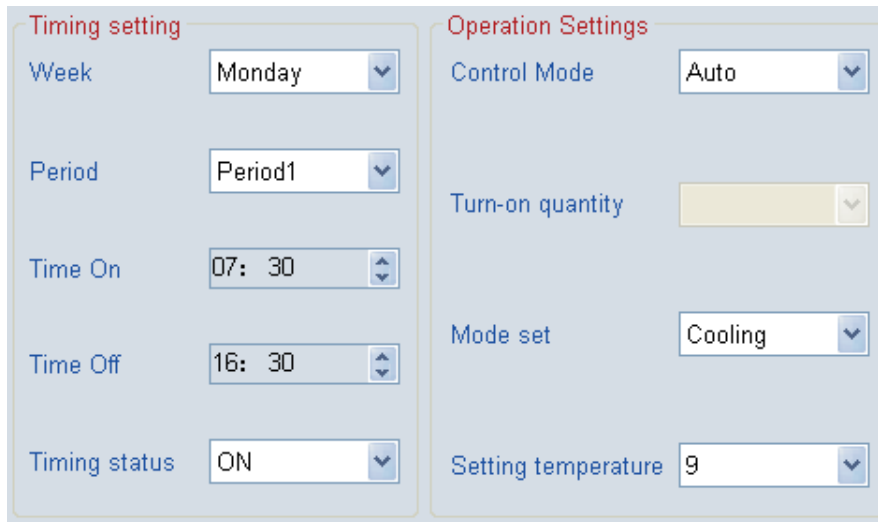 Timing setting
Week Monday
Period Period1
Time On 07: 30
Time Off 16: 30
Timing status ON
Operation Settings
Control Mode Auto
Turn-on quantity
Mode set Cooling
Setting temperature 9